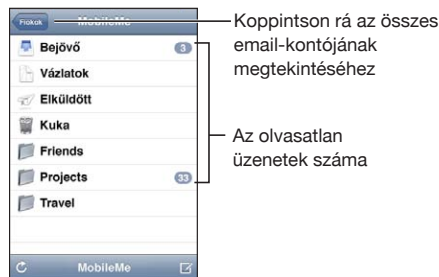 Fiókok
MobileMe
Koppintson rá az összes
email-kontójának
megtekintéséhez
Bejövő 3
Vázlatok
Elküldött
Kuka
Friends
Projects 33
Travel
Az olvasatlan
üzenetek száma
MobileMe